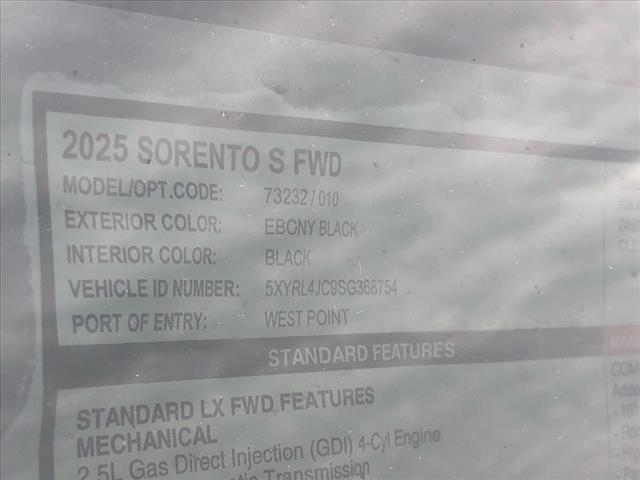 2025 SORENTO S FWD
MODEL/OPT.CODE: 73232/010
EXTERIOR COLOR: EBONY BLACK
INTERIOR COLOR: BLACK
VEHICLE ID NUMBER: 5XYRL4JC9SG368754
PORT OF ENTRY: WEST POINT
STANDARD FEATURES
STANDARD LX FWD FEATURES
MECHANICAL
2.5L Gas Direct Injection (GDI) 4-Cyl Engine
Transmission